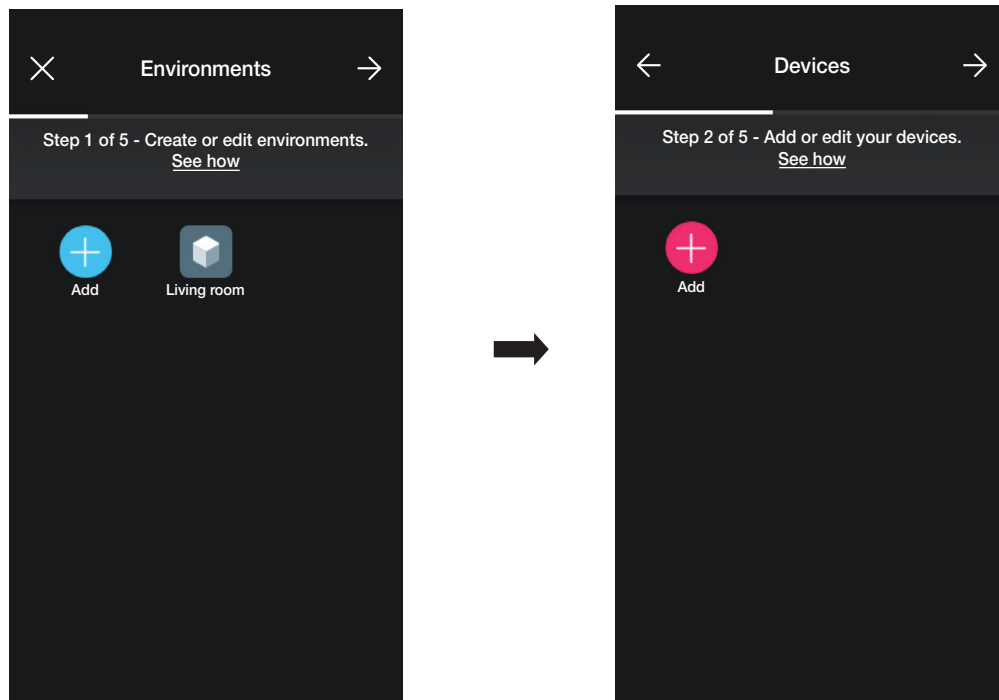 Environments
Step 1 of 5 - Create or edit environments.
See how
Add
Living room
Devices
Step 2 of 5 - Add or edit your devices.
See how
Add